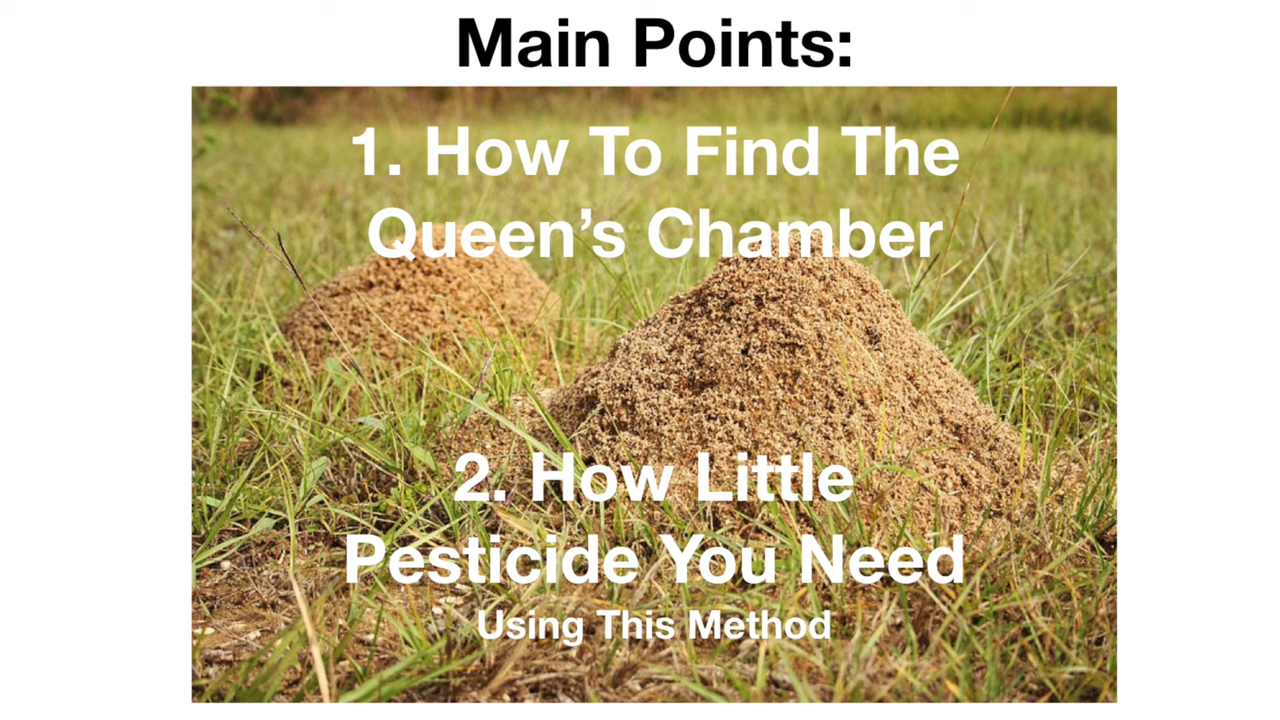 Main Points:
1. How To Find The
Queen’s Chamber
2. How Little
Pesticide You Need
Using This Method